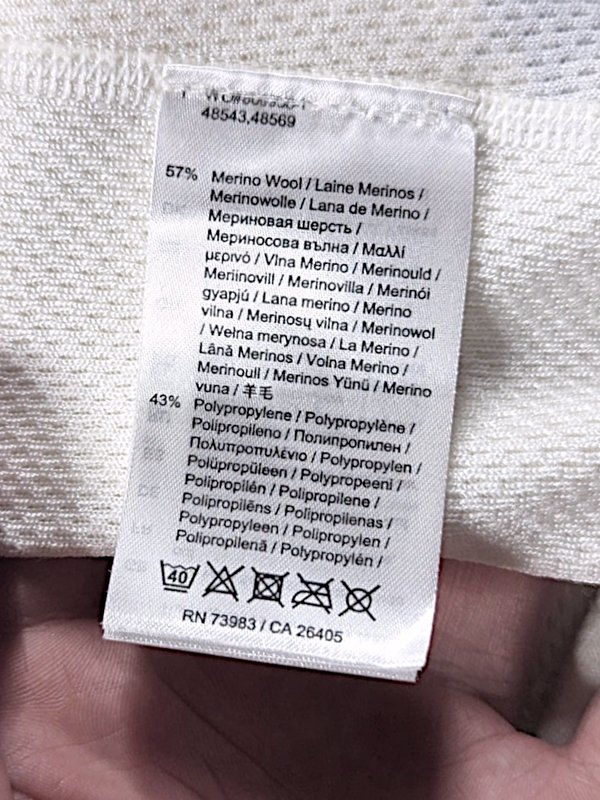 48543,48569
57% Merino Wool / Laine Merinos /
Merinowolle / Lana de Merino /
Мериновая шерсть /
Мериносова вълна / Μαλλί
μερινό / Vlna Merino / Merinould /
Meriinovill / Merinovilla / Merinói
gyapjú / Lana merino / Merino
vilna / Merinosų vilna / Merinowol
/ Wełna merynosa / La Merino /
Lână Merinos / Volna Merino /
Merinoull / Merinos Yünü / Merino
vuna / 羊毛
43% Polypropylene / Polypropylène /
Polipropileno / Полипропилен /
Πολυπροπυλένιο / Polypropylen /
Polüpropüleen / Polypropeeni /
Polipropilén / Polipropilene /
Polipropilēns / Polipropilenas /
Polypropyleen / Polipropylen /
Polipropilenă / Polypropylén /
40
RN 73983 / CA 26405